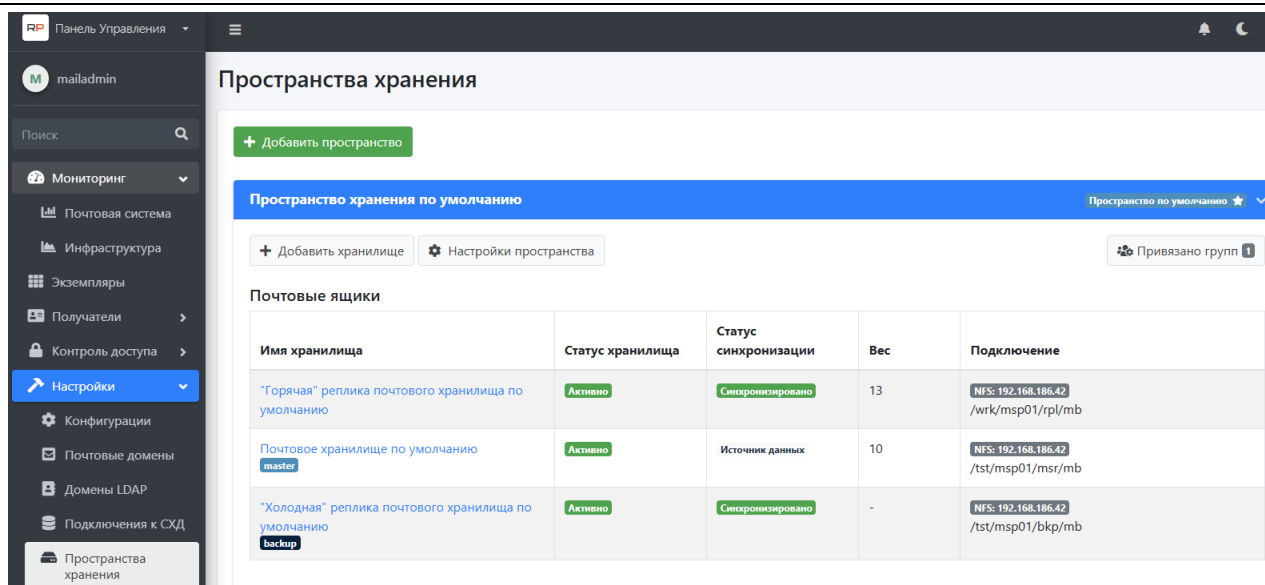 RP Панель Управления
M mailadmin
Поиск
Мониторинг
Почтовая система
Инфраструктура
Экземпляры
Получатели
Контроль доступа
Настройки
Конфигурации
Почтовые домены
Домены LDAP
Подключения к СХД
Пространства
хранения
Пространства хранения
Добавить пространство
Пространство хранения по умолчанию Пространство по умолчанию
Добавить хранилище Настройки пространства Привязано групп 1
Почтовые ящики
Имя хранилища Статус хранилища Статус синхронизации Вес Подключение
"Горячая" реплика почтового хранилища по Активно Синхронизировано 13 NFS: 192.168.186.42
умолчанию /wrk/msp01/rpl/mb
Почтовое хранилище по умолчанию Активно Источник данных 10 NFS: 192.168.186.42
master /tst/msp01/msr/mb
"Холодная" реплика почтового хранилища по Активно Синхронизировано - NFS: 192.168.186.42
умолчанию /tst/msp01/bkp/mb
backup